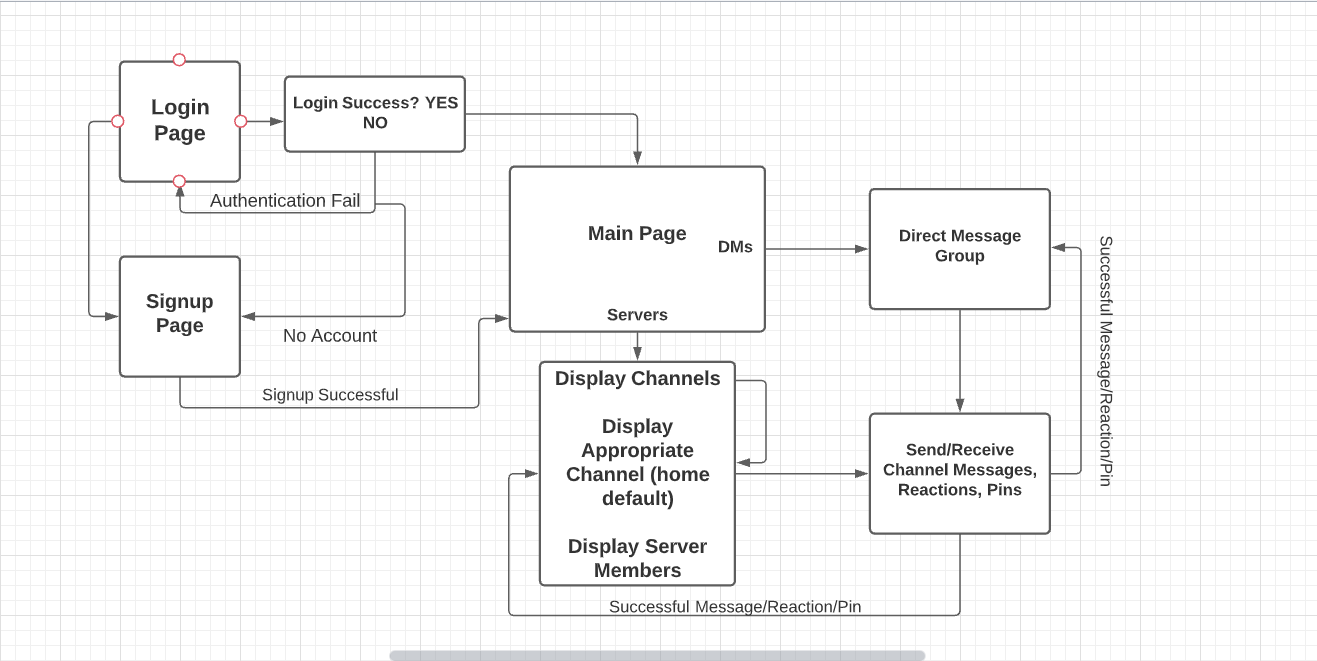 Login
Page
Login Success? YES
NO
Authentication Fail
Signup
Page
No Account
Signup Successful
Main Page
DMs
Servers
Direct Message
Group
Display Channels
Display
Appropriate
Channel (home
default)
Display Server
Members
Send/Receive
Channel Messages,
Reactions, Pins
Successful Message/Reaction/Pin
Successful Message/Reaction/Pin